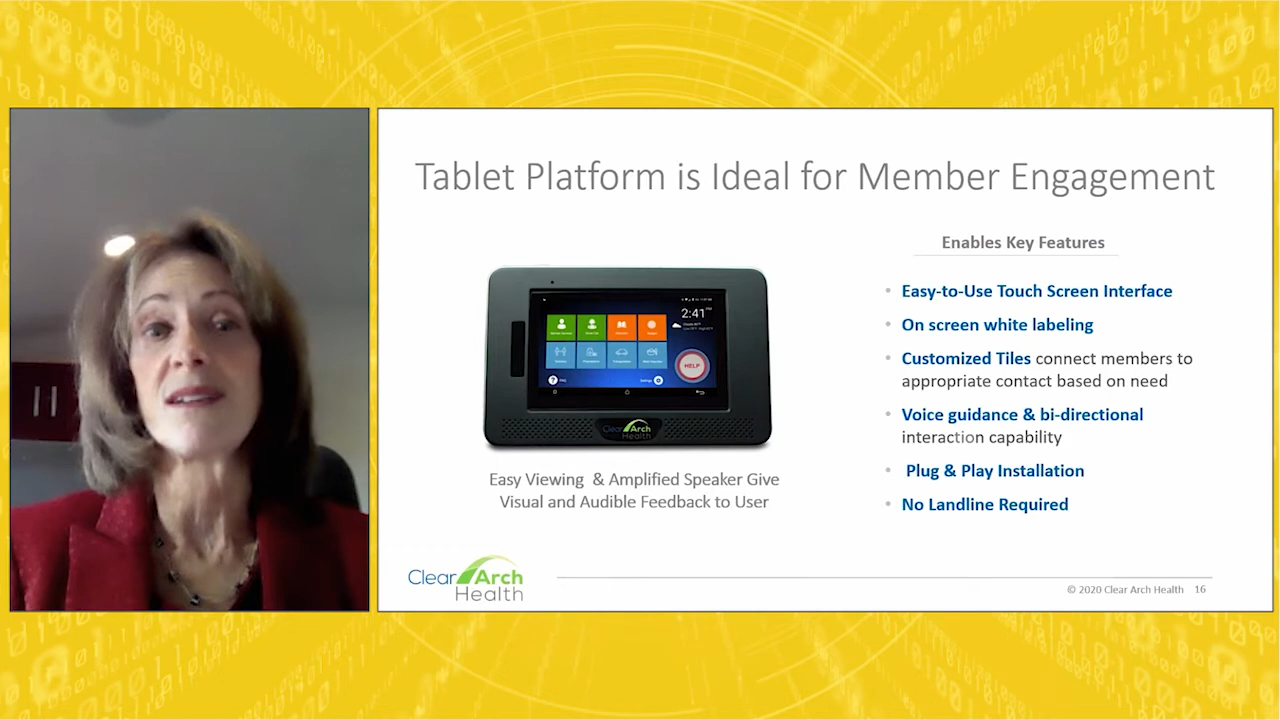 Tablet Platform is Ideal for Member Engagement
Enables Key Features
2:41 PM
HELP
FAQ
Settings
Clear Arch
Health
Easy Viewing & Amplified Speaker Give
Visual and Audible Feedback to User
• Easy-to-Use Touch Screen Interface
• On screen white labeling
• Customized Tiles connect members to
appropriate contact based on need
• Voice guidance & bi-directional
interaction capability
• Plug & Play Installation
• No Landline Required
Clear Arch
Health
© 2020 Clear Arch Health 16